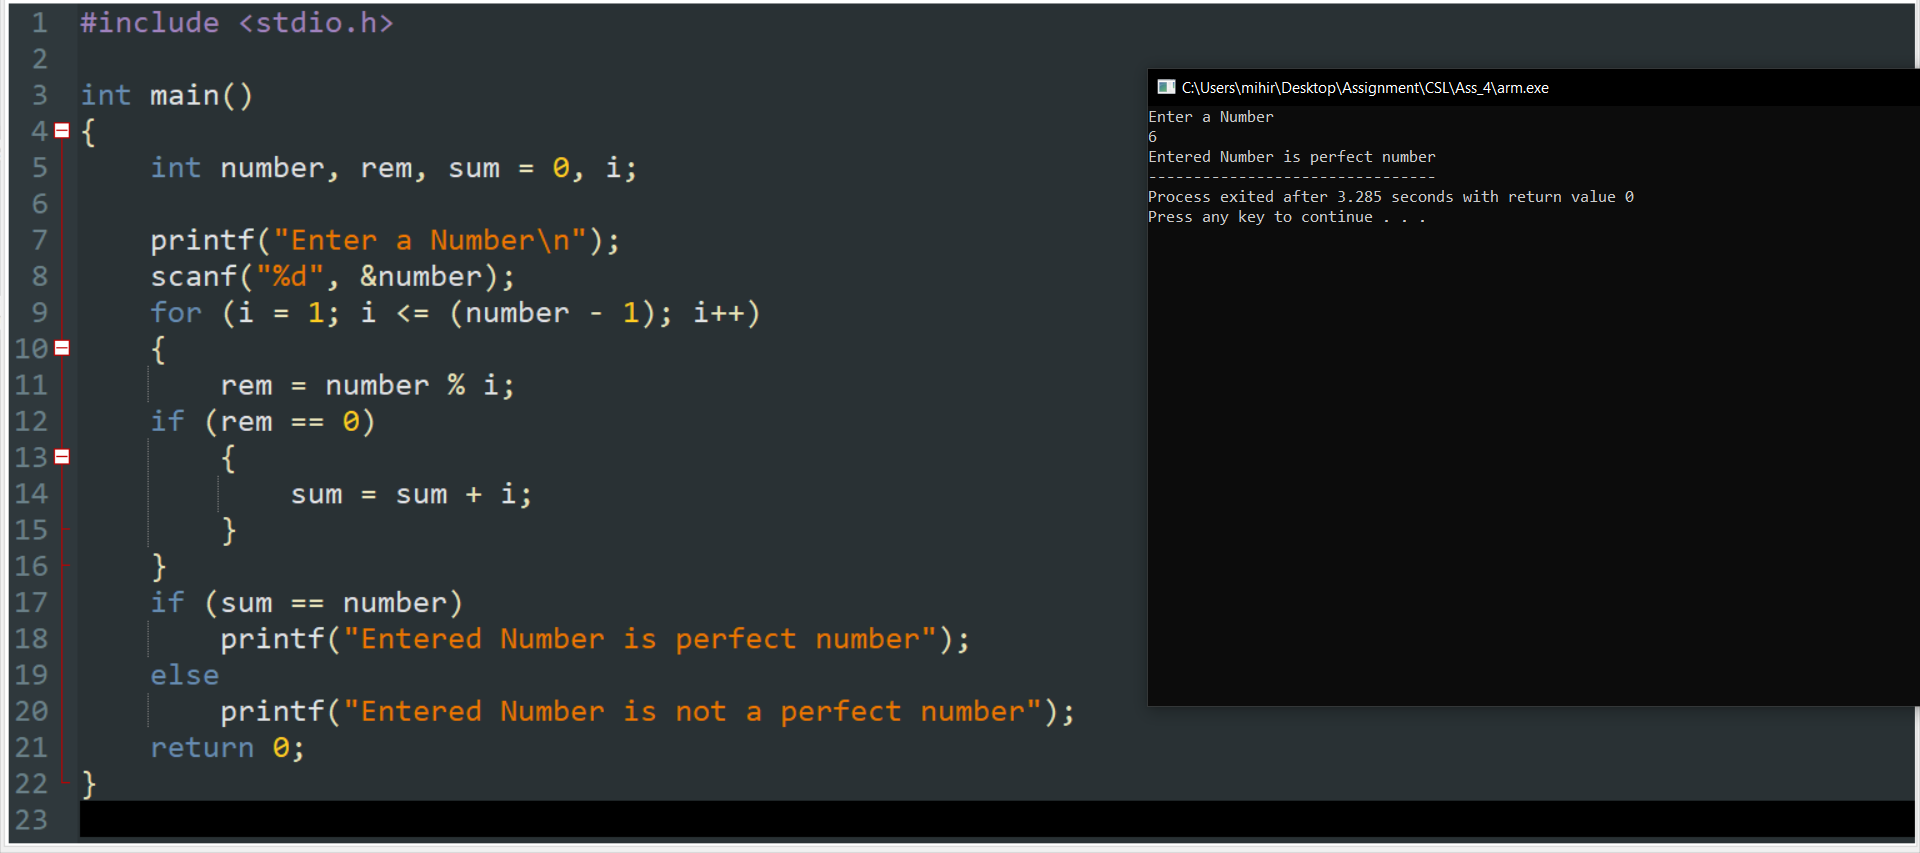 1 #include <stdio.h>
2
3 int main()
4 {
5     int number, rem, sum = 0, i;
6
7     printf("Enter a Number\n");
8     scanf("%d", &number);
9     for (i = 1; i <= (number - 1); i++)
10     {
11         rem = number % i;
12     if (rem == 0)
13         {
14             sum = sum + i;
15         }
16     }
17     if (sum == number)
18         printf("Entered Number is perfect number");
19     else
20         printf("Entered Number is not a perfect number");
21     return 0;
22 }
23
C:\Users\mihir\Desktop\Assignment\CSL\Ass_4\arm.exe
Enter a Number
6
Entered Number is perfect number
--------------------------------
Process exited after 3.285 seconds with return value 0
Press any key to continue . . .